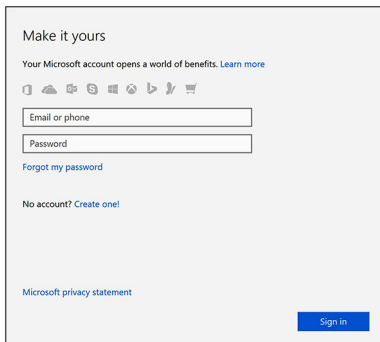 Make it yours
Your Microsoft account opens a world of benefits. Learn more
Email or phone
Password
Forgot my password
No account? Create one!
Microsoft privacy statement
Sign in